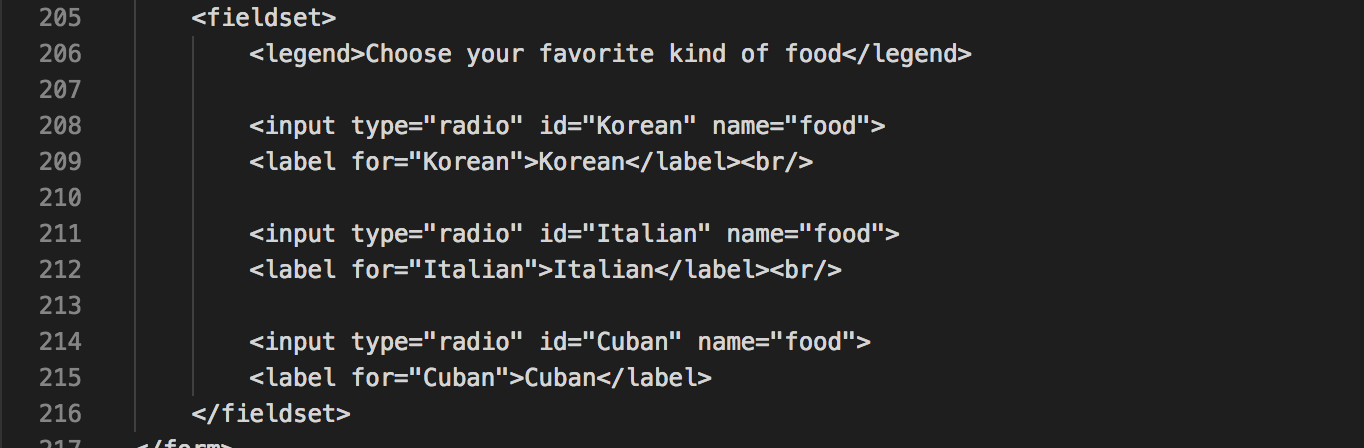 205 <fieldset>
206 <legend>Choose your favorite kind of food</legend>
207
208 <input type="radio" id="Korean" name="food">
209 <label for="Korean">Korean</label><br/>
210
211 <input type="radio" id="Italian" name="food">
212 <label for="Italian">Italian</label><br/>
213
214 <input type="radio" id="Cuban" name="food">
215 <label for="Cuban">Cuban</label>
216 </fieldset>
217 </form>